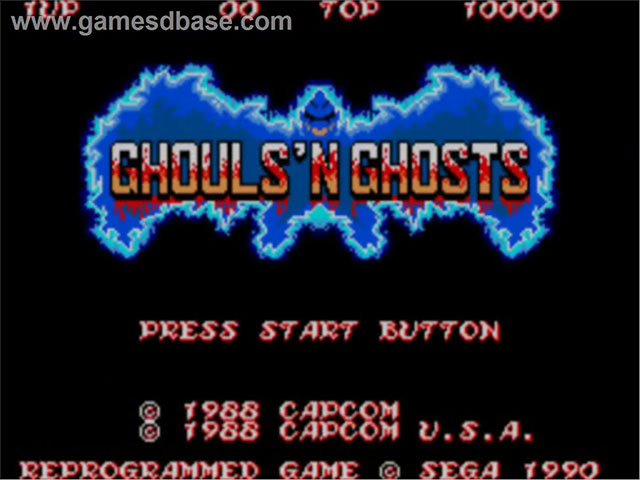 1UP 00 TOP 10000
www.gamesdbase.com
GHOULS'N GHOSTS
PRESS START BUTTON
© 1988 CAPCOM
© 1988 CAPCOM U.S.A.
REPROGRAMMED GAME © SEGA 1990